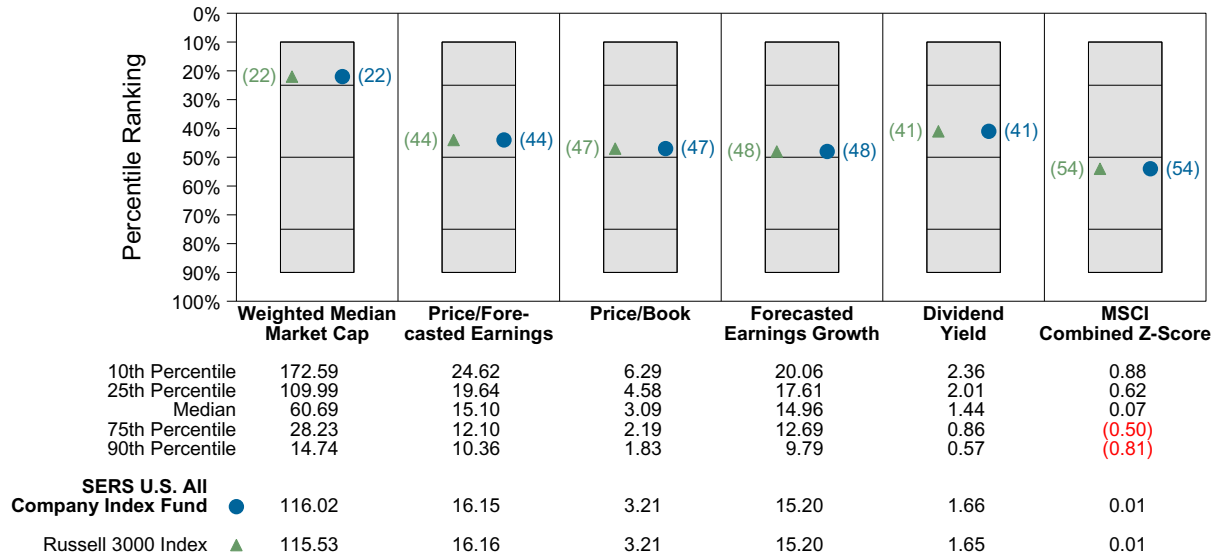 Percentile Ranking
0%
10%
20%
30%
40%
50%
60%
70%
80%
90%
100%
(22) (22)
(44) (44)
(47) (47)
(48) (48)
(41) (41)
(54) (54)
Weighted Median Market Cap
Price/Fore-
casted Earnings
Price/Book
Forecasted
Earnings Growth
Dividend
Yield
MSCI
Combined Z-Score
10th Percentile 172.59 24.62 6.29 20.06 2.36 0.88
25th Percentile 109.99 19.64 4.58 17.61 2.01 0.62
Median 60.69 15.10 3.09 14.96 1.44 0.07
75th Percentile 28.23 12.10 2.19 12.69 0.86 (0.50)
90th Percentile 14.74 10.36 1.83 9.79 0.57 (0.81)
SERS U.S. All
Company Index Fund 116.02 16.15 3.21 15.20 1.66 0.01
Russell 3000 Index 115.53 16.16 3.21 15.20 1.65 0.01